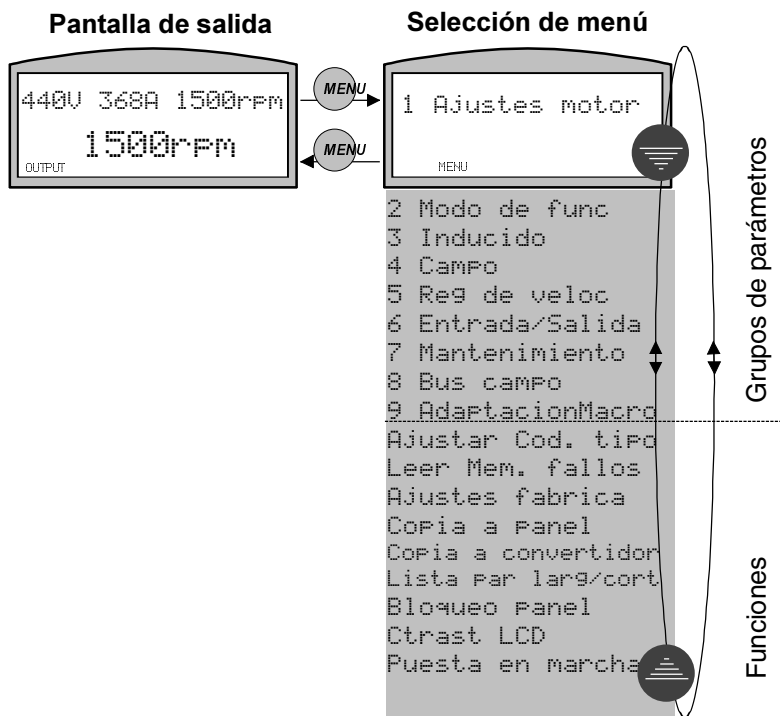 Pantalla de salida
Selección de menú
440V 368A 1500rpm
1500rpm
OUTPUT
MENU
MENU
1 Ajustes motor
MENU
2 Modo de func
3 Inducido
4 Campo
5 Reg de veloc
6 Entrada/Salida
7 Mantenimiento
8 Bus campo
9 AdaptacionMacro
Ajustar Cod. tipo
Leer Mem. fallos
Ajustes fabrica
Copia a panel
Copia a convertidor
Lista par larg/cort
Bloqueo panel
Ctrast LCD
Puesta en marcha
Grupos de parámetros
Funciones